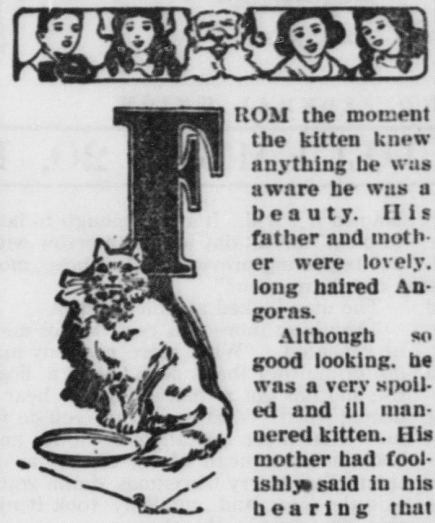 FROM the moment
the kitten knew
anything he was
aware he was a
beauty. His
father and moth-
er were lovely,
long haired An-
goras.
Although so
good looking, he
was a very spoil-
ed and ill man-
nered kitten. His
mother had fool-
ishly said in his
hearing that